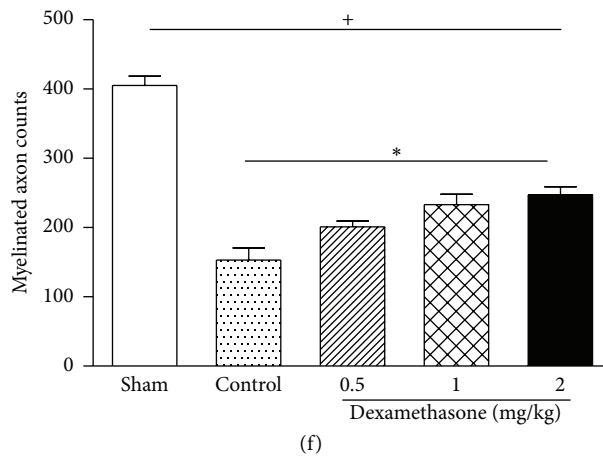 Myelinated axon counts
500
400
300
200
100
0
+
*
Sham
Control
0.5
1
2
Dexamethasone (mg/kg)
(f)